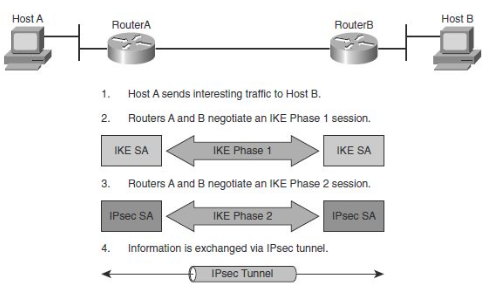 Host A
RouterA
RouterB
Host B
1. Host A sends interesting traffic to Host B.
2. Routers A and B negotiate an IKE Phase 1 session.
IKE SA
IKE Phase 1
IKE SA
3. Routers A and B negotiate an IKE Phase 2 session.
IPsec SA
IKE Phase 2
IPsec SA
4. Information is exchanged via IPsec tunnel.
IPsec Tunnel